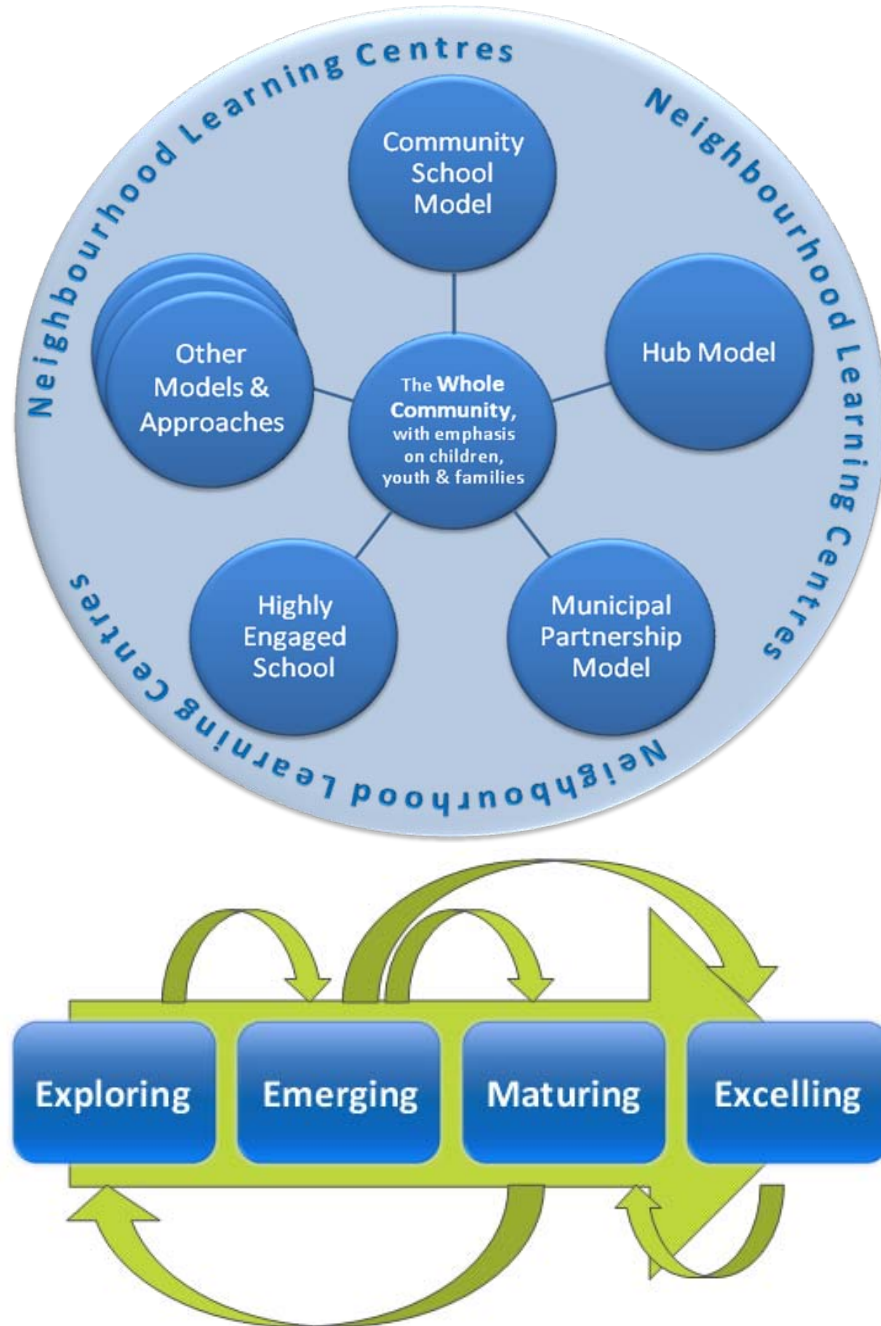 Neighbourhood Learning Centres
Neighbourhood Learning Centres
Neighbourhood Learning Centres
Community
School
Model
Hub Model
Other
Models &
Approaches
The Whole
Community,
with emphasis
on children,
youth & families
Highly
Engaged
School
Municipal
Partnership
Model
Exploring
Emerging
Maturing
Excelling